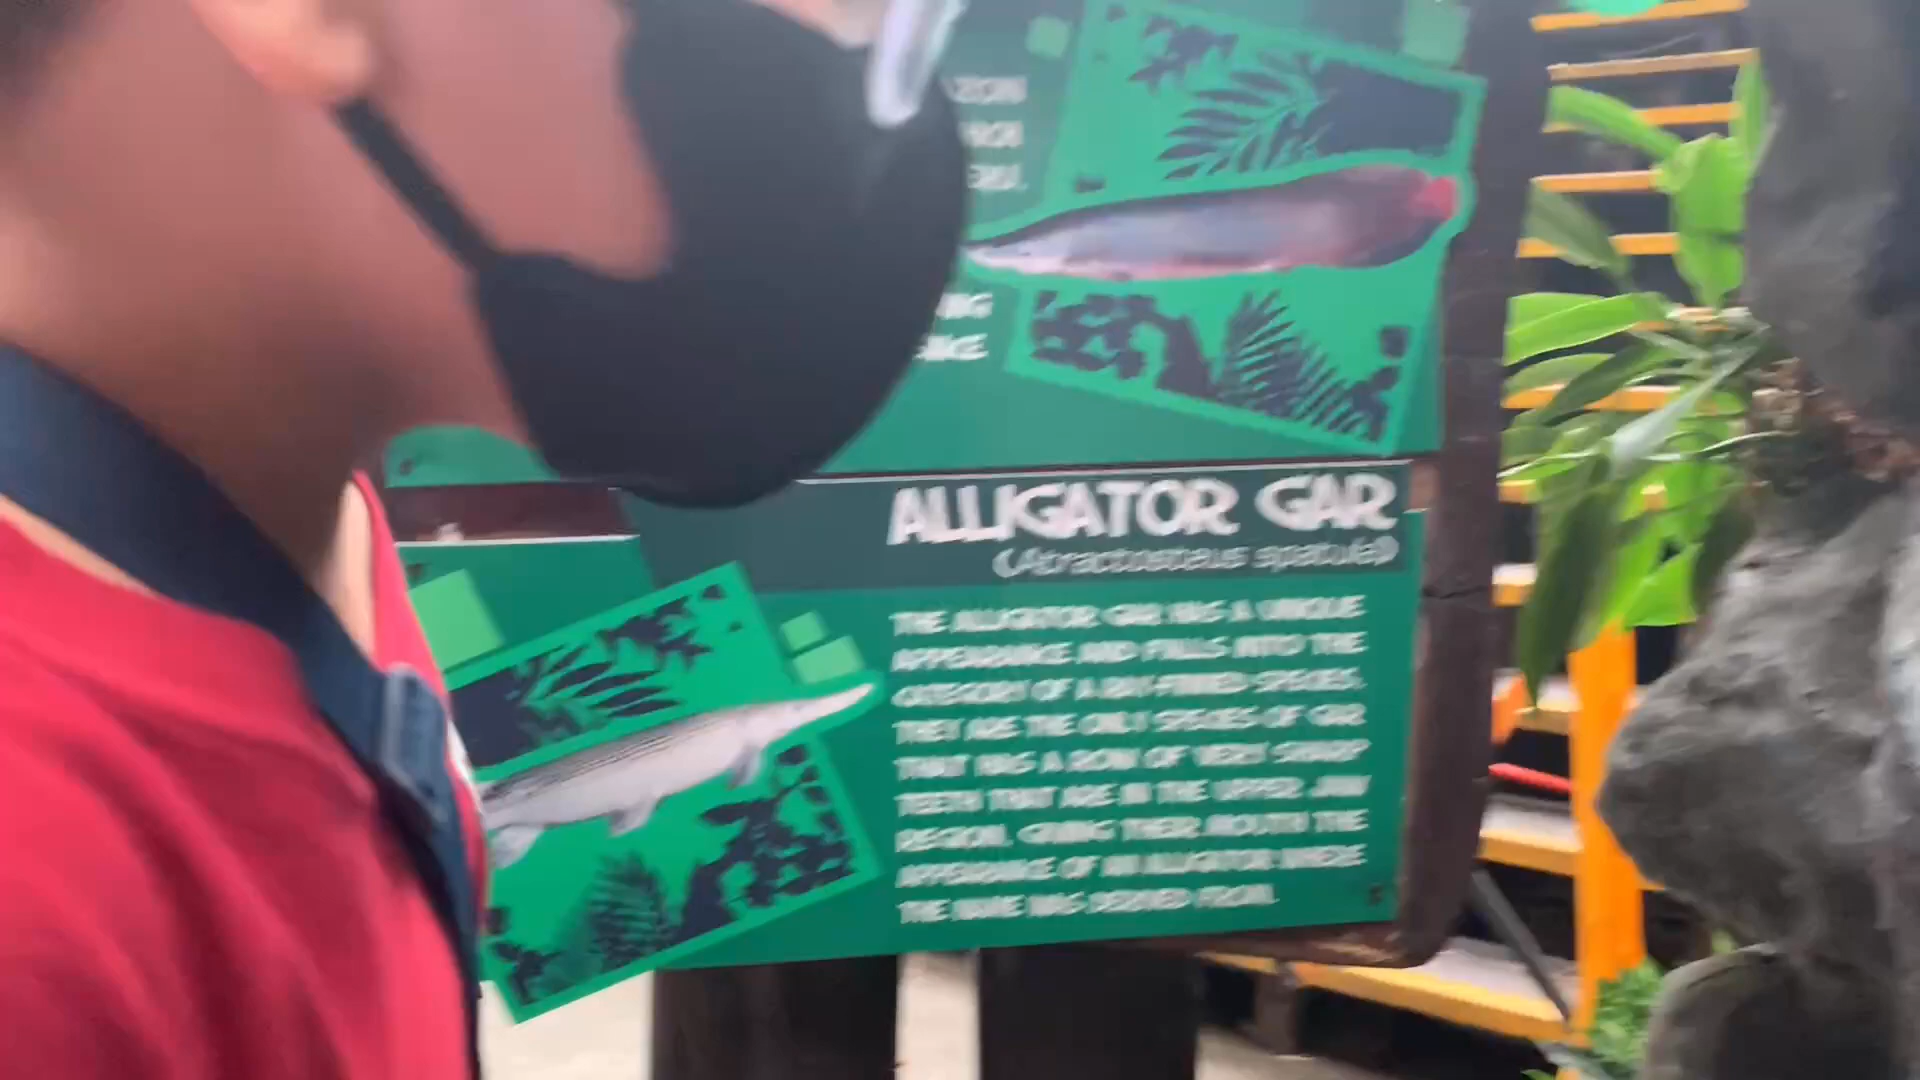 ALLIGATOR GAR
(Atractosteus spatula)
THE ALLIGATOR GAR HAS A UNIQUE
APPEARANCE AND FALLS INTO THE
CATEGORY OF A RAY-FINNED SPECIES.
THEY ARE THE ONLY SPECIES OF GAR
THAT HAS A ROW OF VERY SHARP
TEETH THAT ARE IN THE UPPER JAW
REGION, GIVING THEIR MOUTH THE
APPEARANCE OF AN ALLIGATOR WHERE
THE NAME WAS DERIVED FROM.